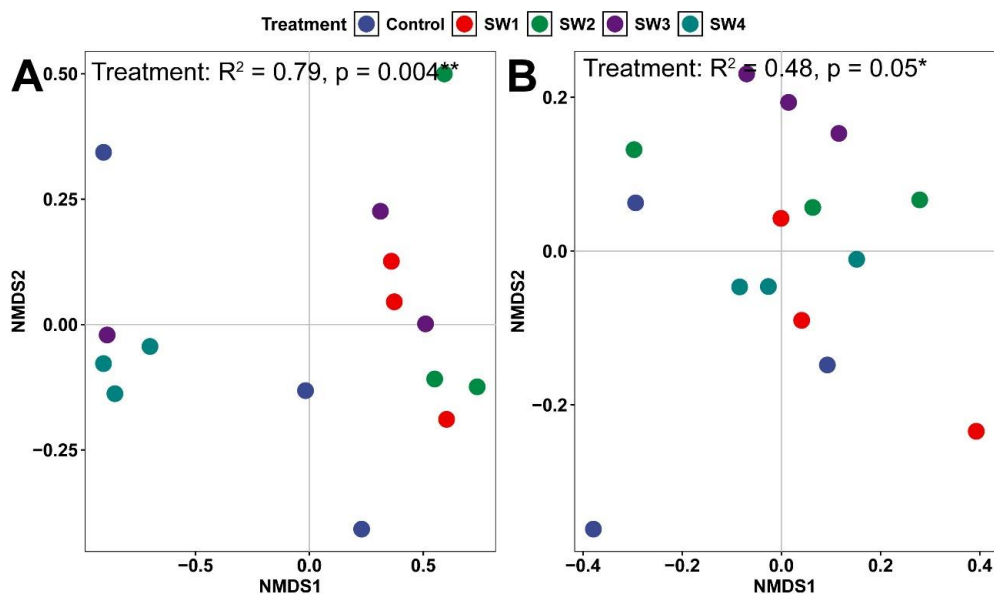 Treatment Control SW1 SW2 SW3 SW4
A
Treatment: R² = 0.79, p = 0.004**
0.50
0.25
0.00
−0.25
NMDS2
−0.5 0.0 0.5
NMDS1
B
Treatment: R² = 0.48, p = 0.05*
0.2
0.0
−0.2
NMDS2
−0.4 −0.2 0.0 0.2 0.4
NMDS1